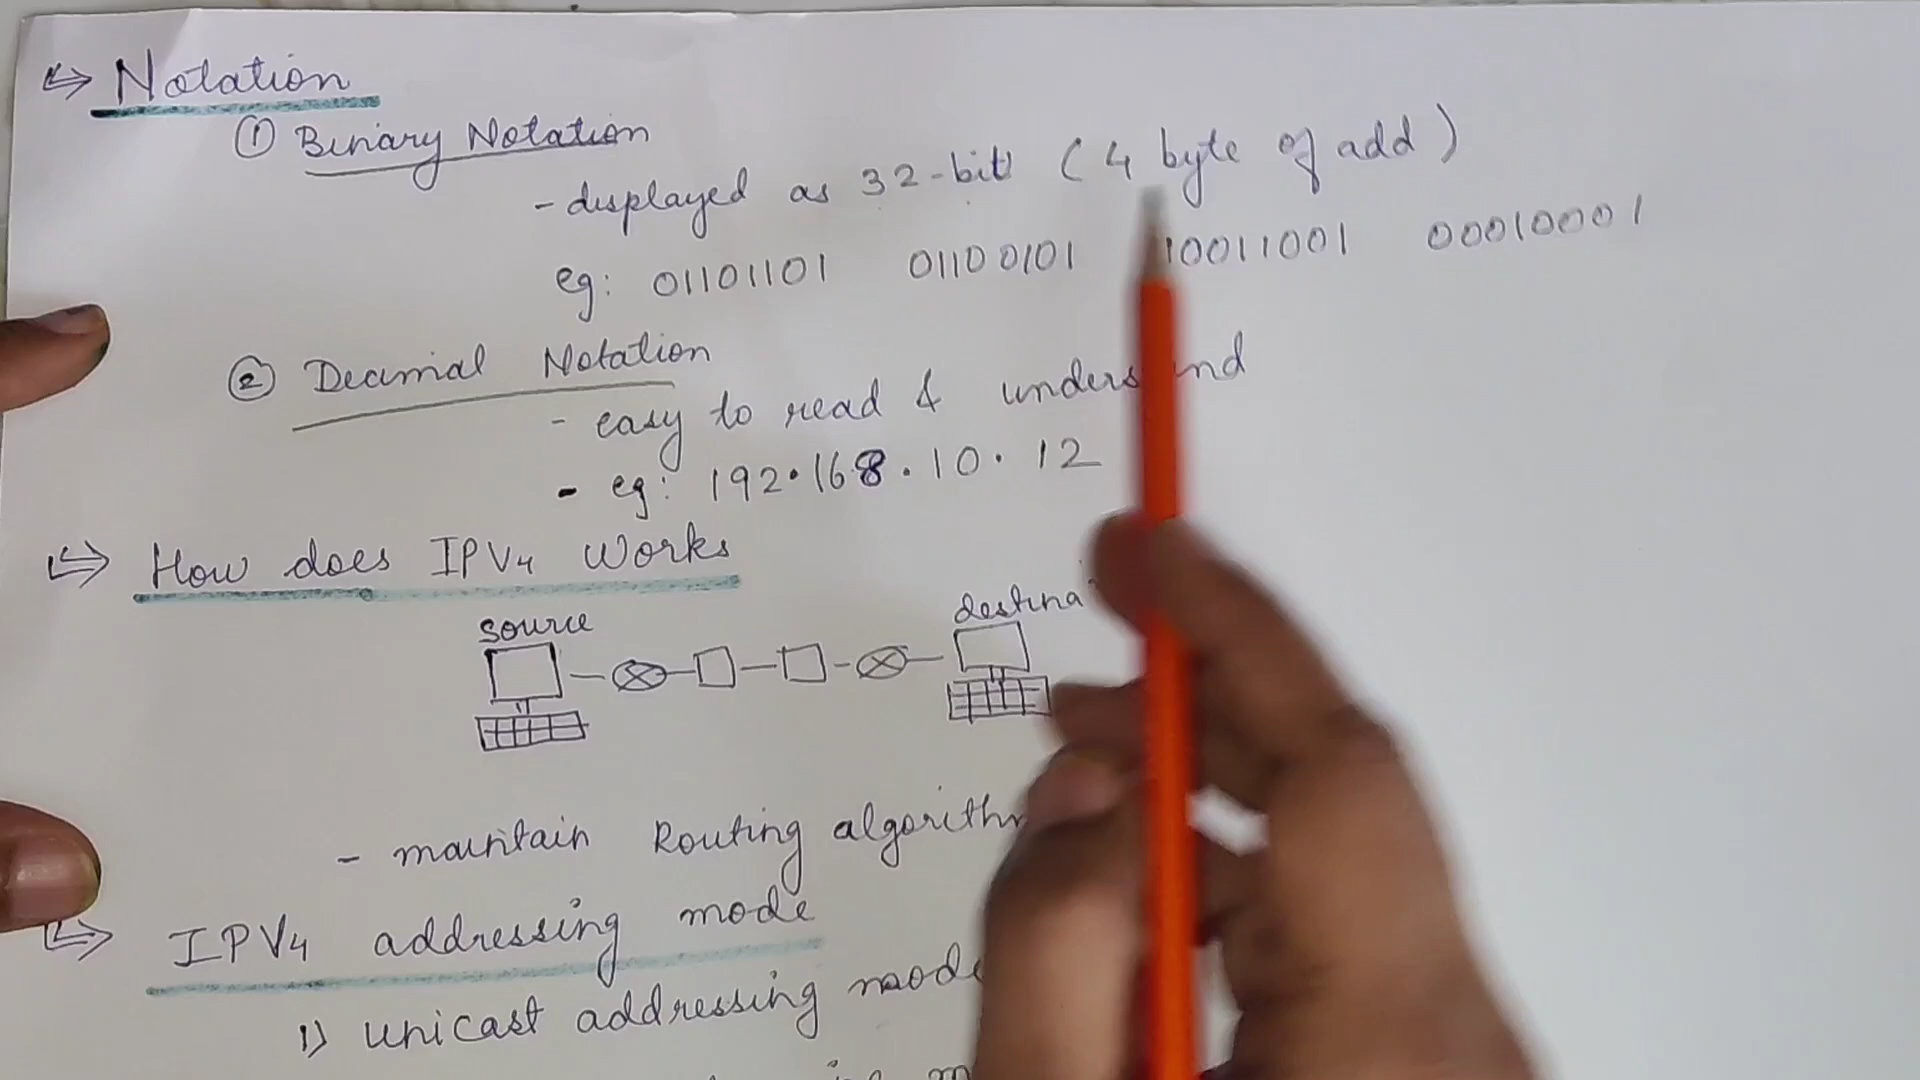 Notation
① Binary Notation
- displayed as 32-bit (4 byte of add)
eg: 01101101 01100101 10011001 00010001
② Decimal Notation
- easy to read &
- eg: 192.168.10.12
How does IPV4 Works
source
- maintain Routing
IPV4 addressing mode
1) unicast addressing mode